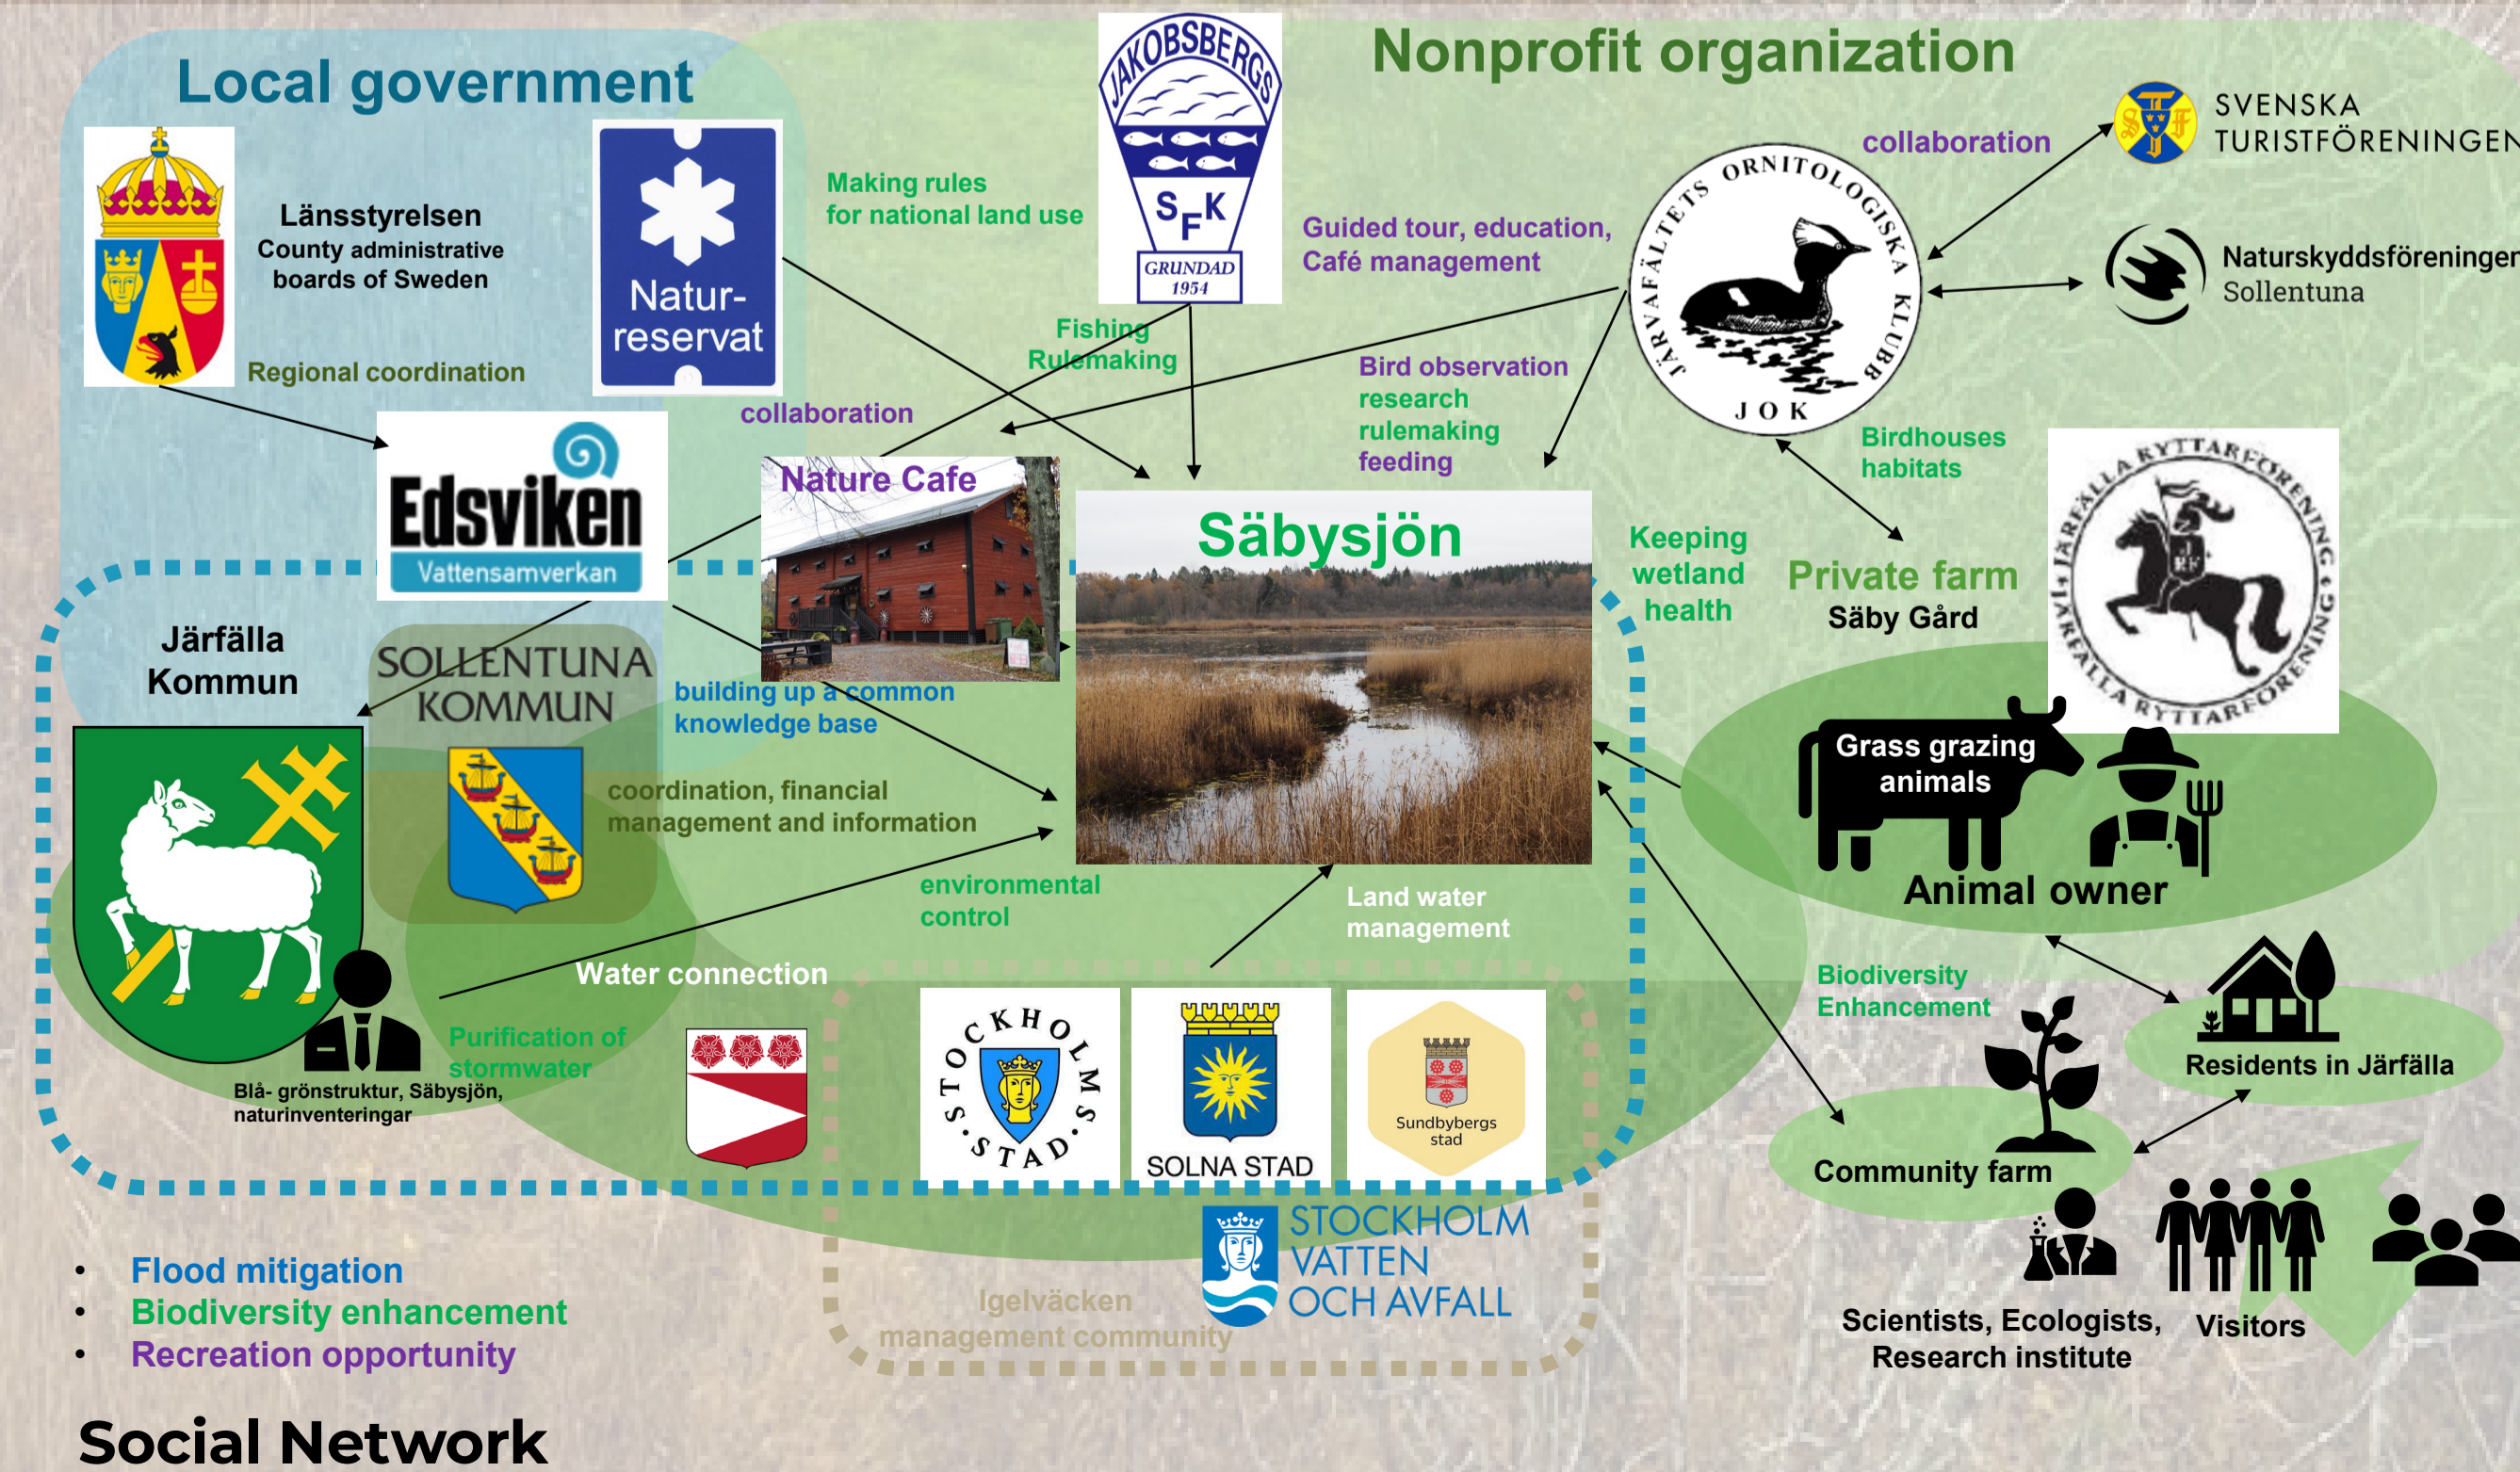 Local government
Nonprofit organization
JAKOBSBERGS
SFK
GRUNDAD
1954
Länsstyrelsen
County administrative
boards of Sweden
Natur-
reservat
Making rules
for national land use
Guided tour, education,
Café management
collaboration
JÄRVAFÄLTETS ORNITOLOGISKA KLUBB
JOK
SVENSKA
TURISTFÖRENINGEN
Naturskyddsföreningen
Sollentuna
Regional coordination
Fishing
Rulemaking
collaboration
Bird observation
research
rulemaking
feeding
Birdhouses
habitats
Edsviken
Vattensamverkan
Nature Cafe
Säbysjön
Keeping
wetland
health
Private farm
Säby Gård
JÄRFÄLLA RYTTARFÖRENING
JRF
JÄRFÄLLA RYTTARFÖRENING
Järfälla
Kommun
SOLLENTUNA
KOMMUN
building up a common
knowledge base
coordination, financial
management and information
Grass grazing
animals
Animal owner
environmental
control
Land water
management
Water connection
Purification of
stormwater
Blå- grönstruktur, Säbysjön,
naturinventeringar
STOCKHOLMS
STAD
SOLNA STAD
Sundbybergs
stad
Biodiversity
Enhancement
Residents in Järfälla
Community farm
STOCKHOLM
VATTEN
OCH AVFALL
Igelväcken
management community
Scientists, Ecologists,
Research institute
Visitors
• Flood mitigation
• Biodiversity enhancement
• Recreation opportunity
Social Network